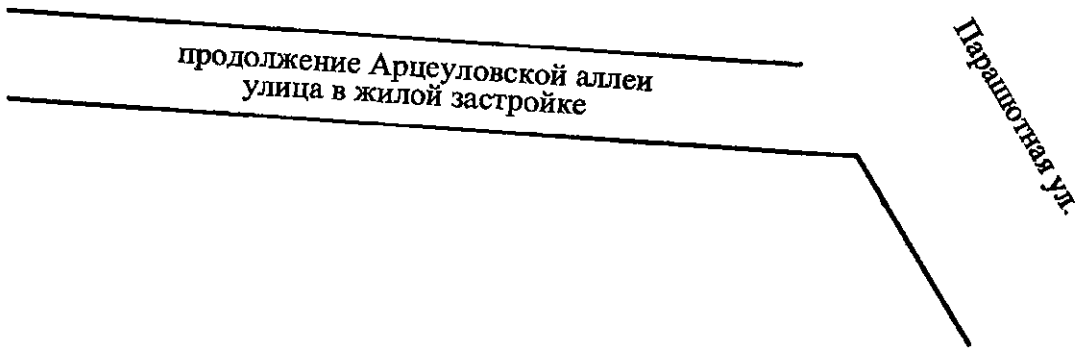 продолжение Арцеуловской аллеи
улица в жилой застройке
Парашютная ул.